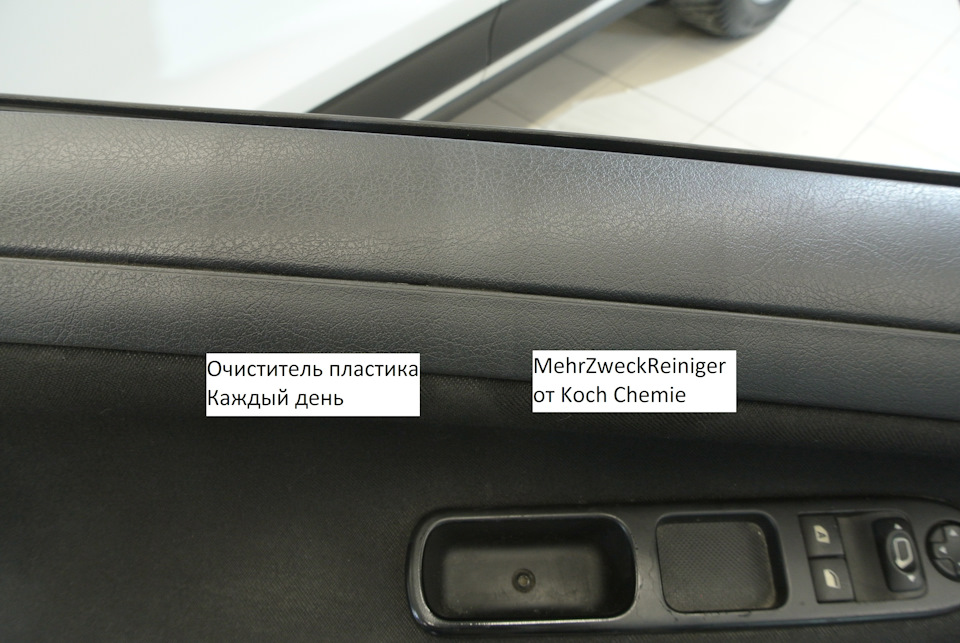 Очиститель пластика
Каждый день
MehrZweckReiniger
от Koch Chemie